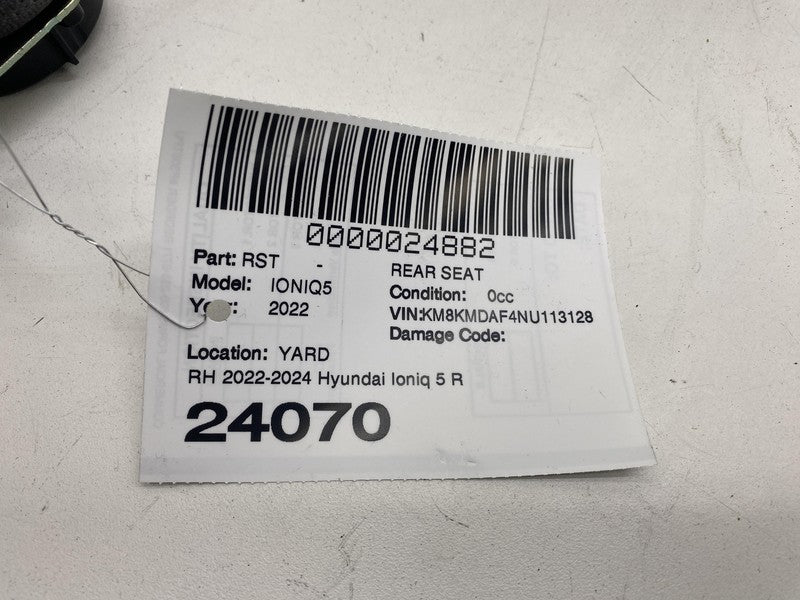 0000024882
Part: RST - REAR SEAT
Model: IONIQ5 Condition: 0cc
Year: 2022 VIN:KM8KMDAF4NU113128
Damage Code:
Location: YARD
RH 2022-2024 Hyundai Ioniq 5 R
24070